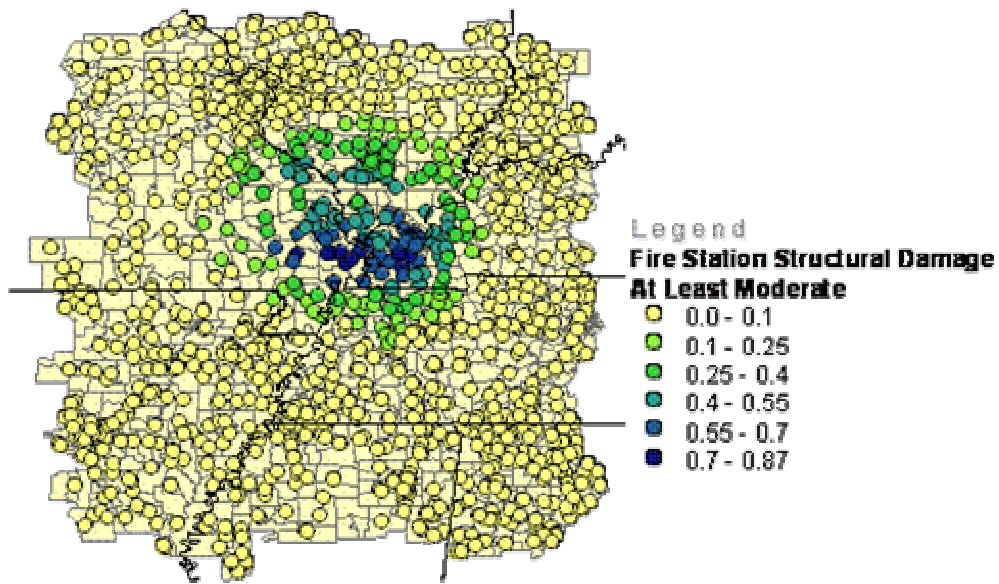 Legend
Fire Station Structural Damage
At Least Moderate
0.0 - 0.1
0.1 - 0.25
0.25 - 0.4
0.4 - 0.55
0.55 - 0.7
0.7 - 0.87